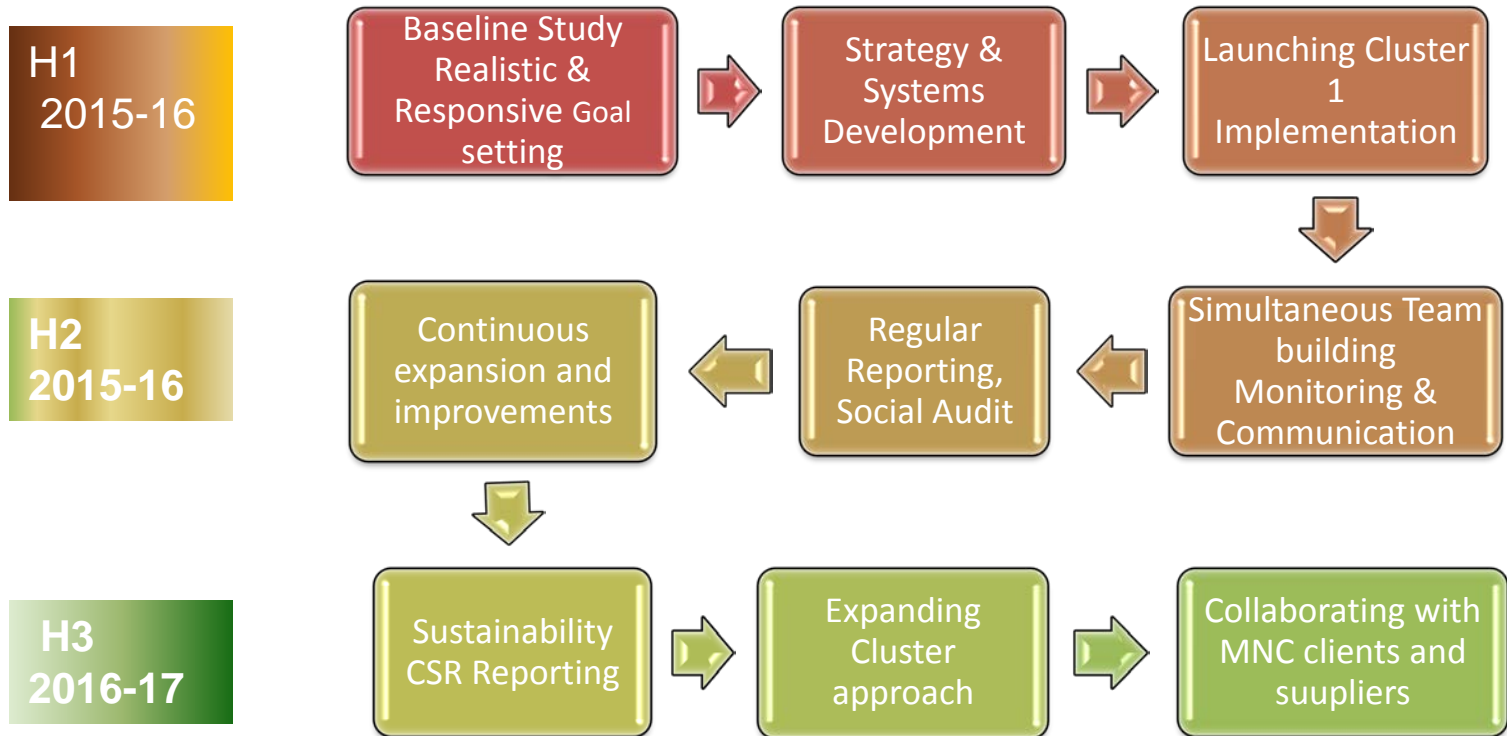 H1
2015-16
Baseline Study
Realistic &
Responsive Goal
setting
Strategy &
Systems
Development
Launching Cluster
1
Implementation
H2
2015-16
Continuous
expansion and
improvements
Regular
Reporting,
Social Audit
Simultaneous Team
building
Monitoring &
Communication
H3
2016-17
Sustainability
CSR Reporting
Expanding
Cluster
approach
Collaborating with
MNC clients and
suupliers